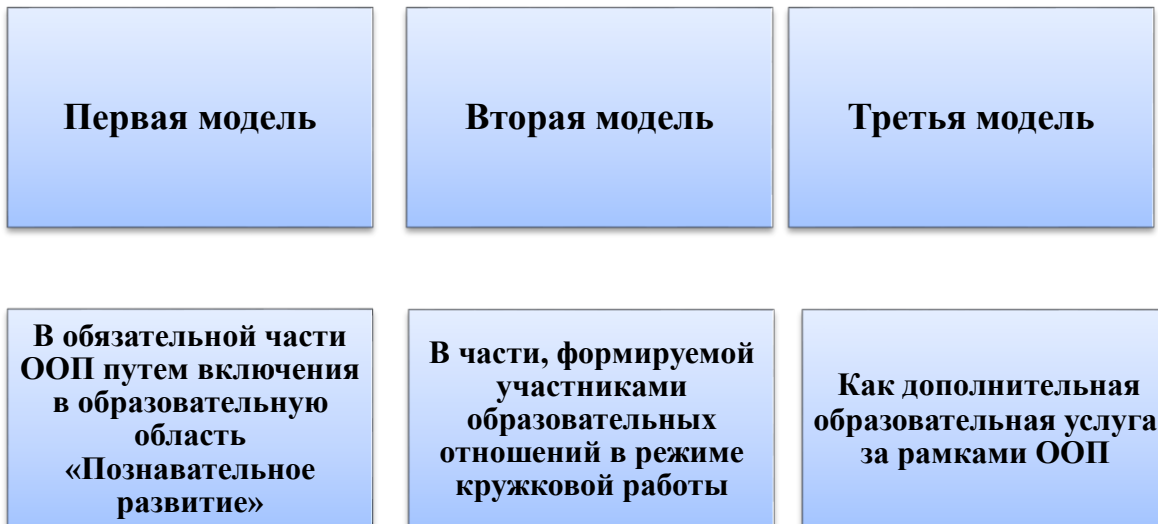 Первая модель
Вторая модель
Третья модель
В обязательной части
ООП путем включения
в образовательную
область
«Познавательное
развитие»
В части, формируемой
участниками
образовательных
отношений в режиме
кружковой работы
Как дополнительная
образовательная услуга
за рамками ООП